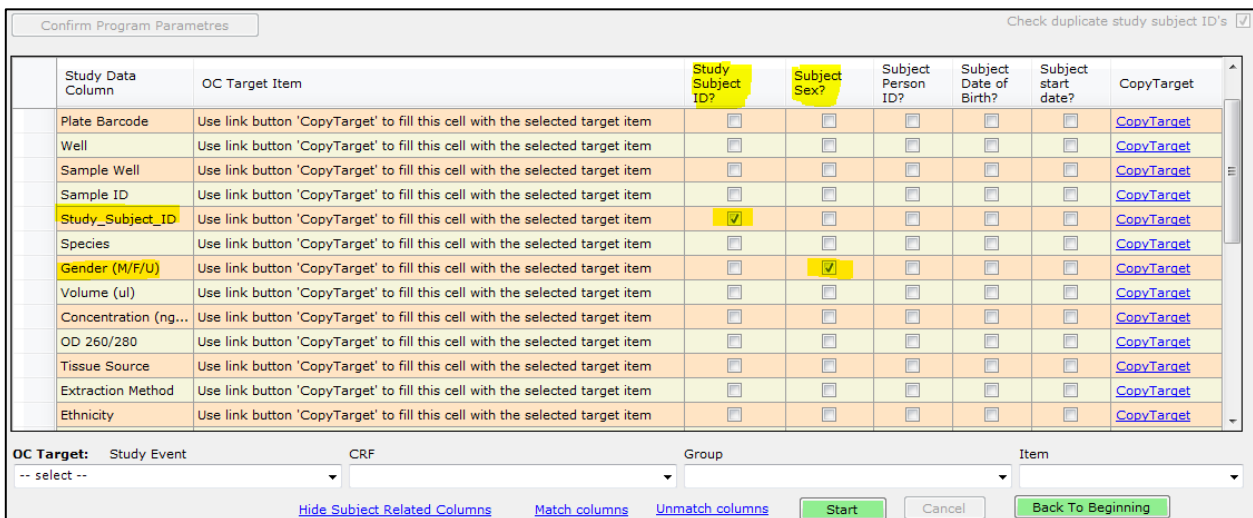 Confirm Program Parametres
Check duplicate study subject ID's
Study Data Column OC Target Item Study Subject ID? Subject Sex? Subject Person ID? Subject Date of Birth? Subject start date? CopyTarget
Plate Barcode Use link button 'CopyTarget' to fill this cell with the selected target item CopyTarget
Well Use link button 'CopyTarget' to fill this cell with the selected target item CopyTarget
Sample Well Use link button 'CopyTarget' to fill this cell with the selected target item CopyTarget
Sample ID Use link button 'CopyTarget' to fill this cell with the selected target item CopyTarget
Study_Subject_ID Use link button 'CopyTarget' to fill this cell with the selected target item CopyTarget
Species Use link button 'CopyTarget' to fill this cell with the selected target item CopyTarget
Gender (M/F/U) Use link button 'CopyTarget' to fill this cell with the selected target item CopyTarget
Volume (ul) Use link button 'CopyTarget' to fill this cell with the selected target item CopyTarget
Concentration (ng... Use link button 'CopyTarget' to fill this cell with the selected target item CopyTarget
OD 260/280 Use link button 'CopyTarget' to fill this cell with the selected target item CopyTarget
Tissue Source Use link button 'CopyTarget' to fill this cell with the selected target item CopyTarget
Extraction Method Use link button 'CopyTarget' to fill this cell with the selected target item CopyTarget
Ethnicity Use link button 'CopyTarget' to fill this cell with the selected target item CopyTarget
OC Target: Study Event CRF Group Item
-- select --
Hide Subject Related Columns Match columns Unmatch columns Start Cancel Back To Beginning